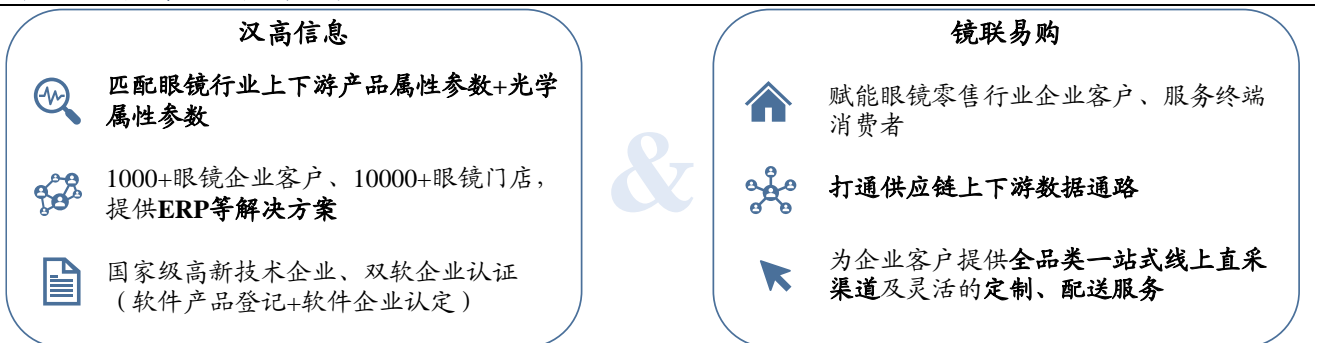 汉高信息
匹配眼镜行业上下游产品属性参数+光学
属性参数
1000+眼镜企业客户、10000+眼镜门店，
提供ERP等解决方案
国家级高新技术企业、双软企业认证
（软件产品登记+软件企业认定）
&
镜联易购
赋能眼镜零售行业企业客户、服务终端
消费者
打通供应链上下游数据通路
为企业客户提供全品类一站式线上直采
渠道及灵活的定制、配送服务